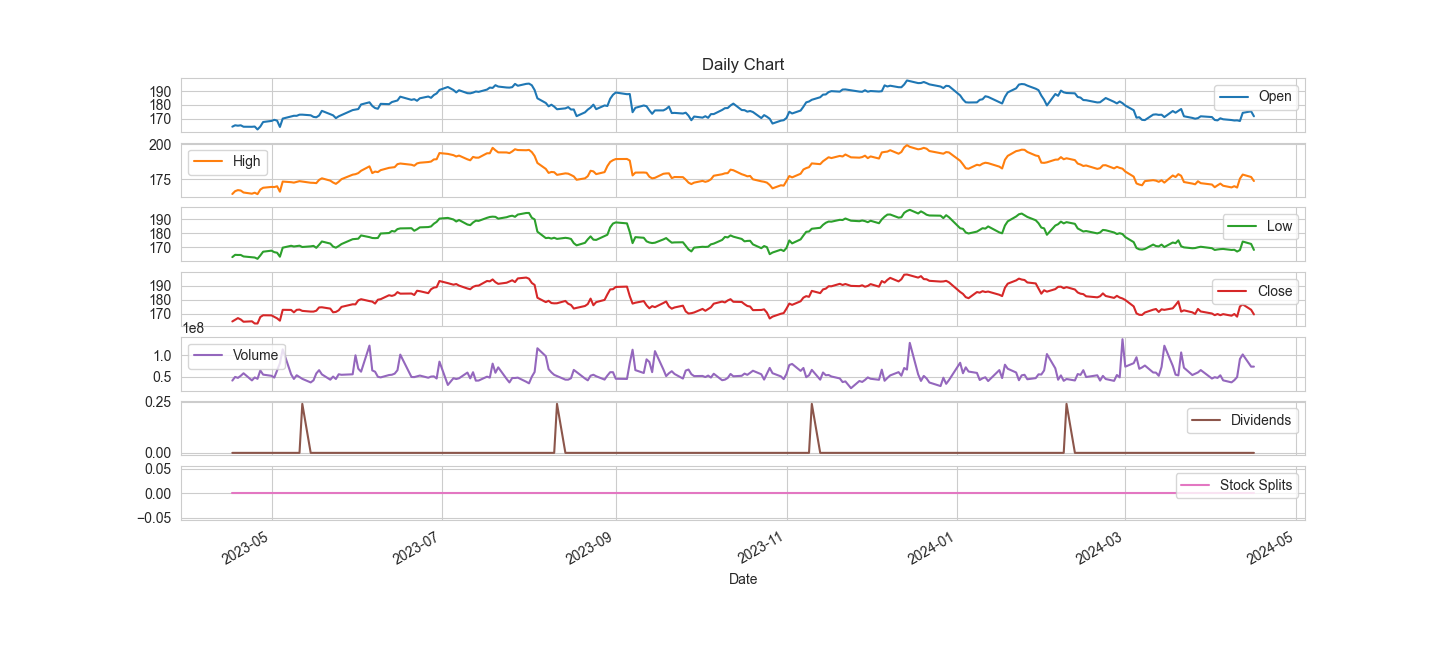 Daily Chart
190
180
170
Open
200
175
High
190
180
170
Low
190
180
170
Close
1e8
1.0
0.5
Volume
0.25
0.00
Dividends
0.05
0.00
−0.05
Stock Splits
2023-05
2023-07
2023-09
2023-11
2024-01
2024-03
2024-05
Date